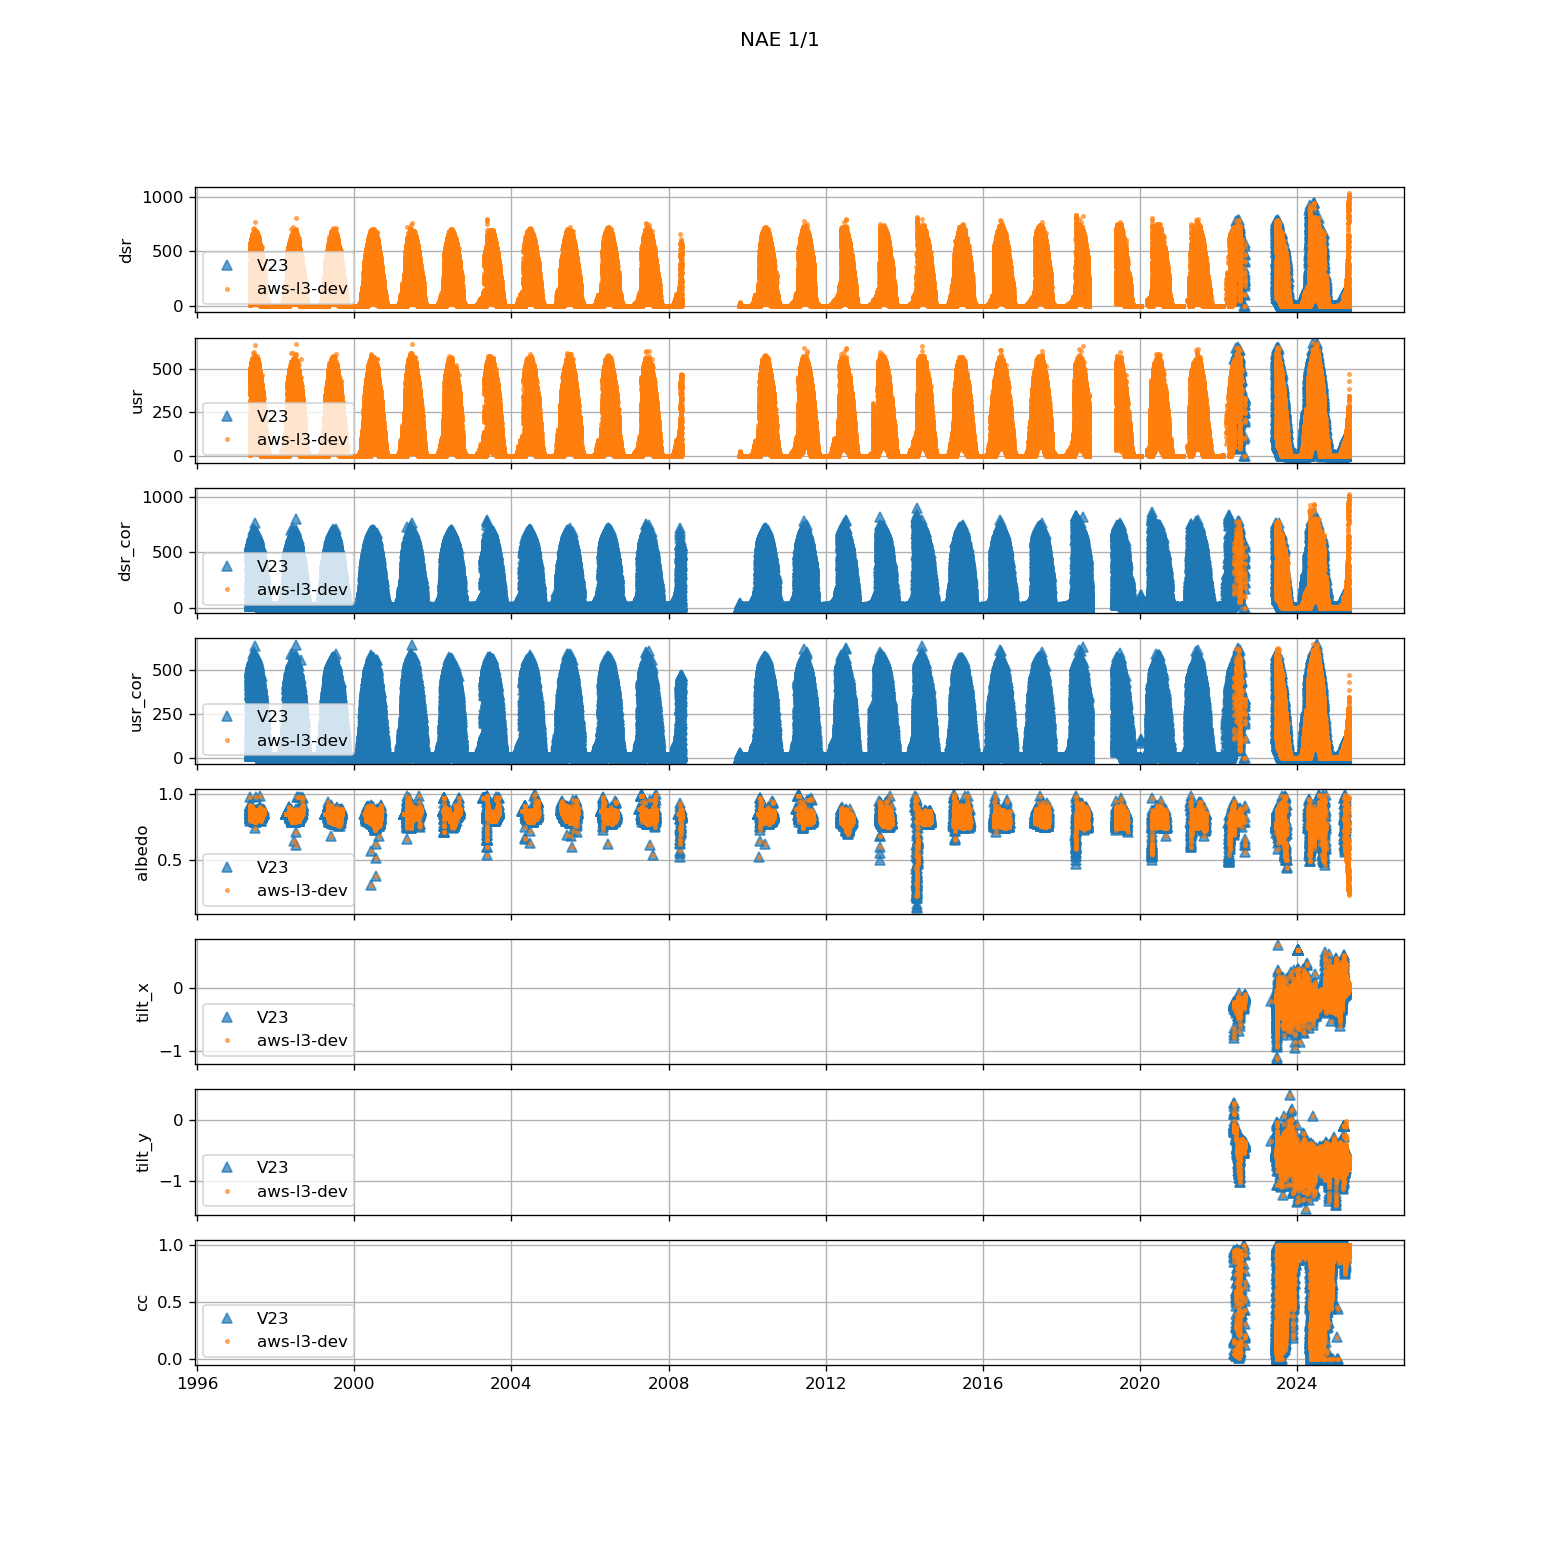 NAE 1/1
1000
500
0
dsr
V23
aws-l3-dev
500
250
0
usr
V23
aws-l3-dev
1000
500
0
dsr_cor
V23
aws-l3-dev
500
250
0
usr_cor
V23
aws-l3-dev
1.0
0.5
albedo
V23
aws-l3-dev
0
−1
tilt_x
V23
aws-l3-dev
0
−1
tilt_y
V23
aws-l3-dev
1.0
0.5
0.0
cc
V23
aws-l3-dev
1996 2000 2004 2008 2012 2016 2020 2024